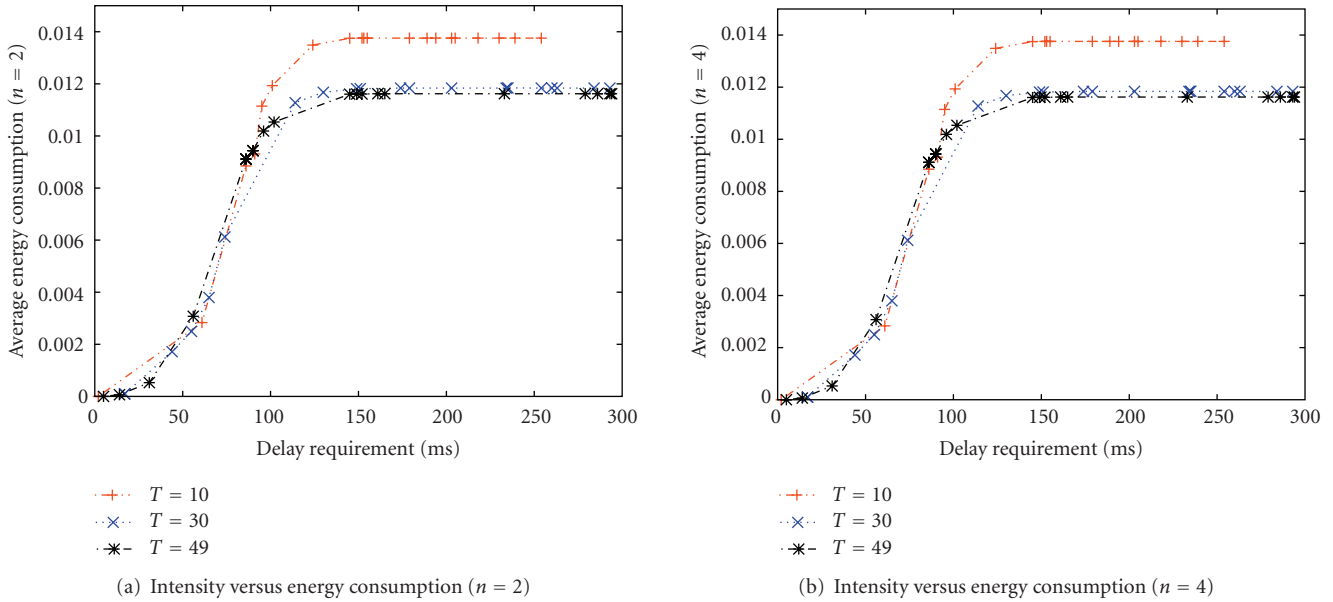 Average energy consumption (n = 2)
0.014
0.012
0.01
0.008
0.006
0.004
0.002
0
0 50 100 150 200 250 300
Delay requirement (ms)
T = 10
T = 30
T = 49
(a) Intensity versus energy consumption (n = 2)
Average energy consumption (n = 4)
0.014
0.012
0.01
0.008
0.006
0.004
0.002
0
0 50 100 150 200 250 300
Delay requirement (ms)
T = 10
T = 30
T = 49
(b) Intensity versus energy consumption (n = 4)